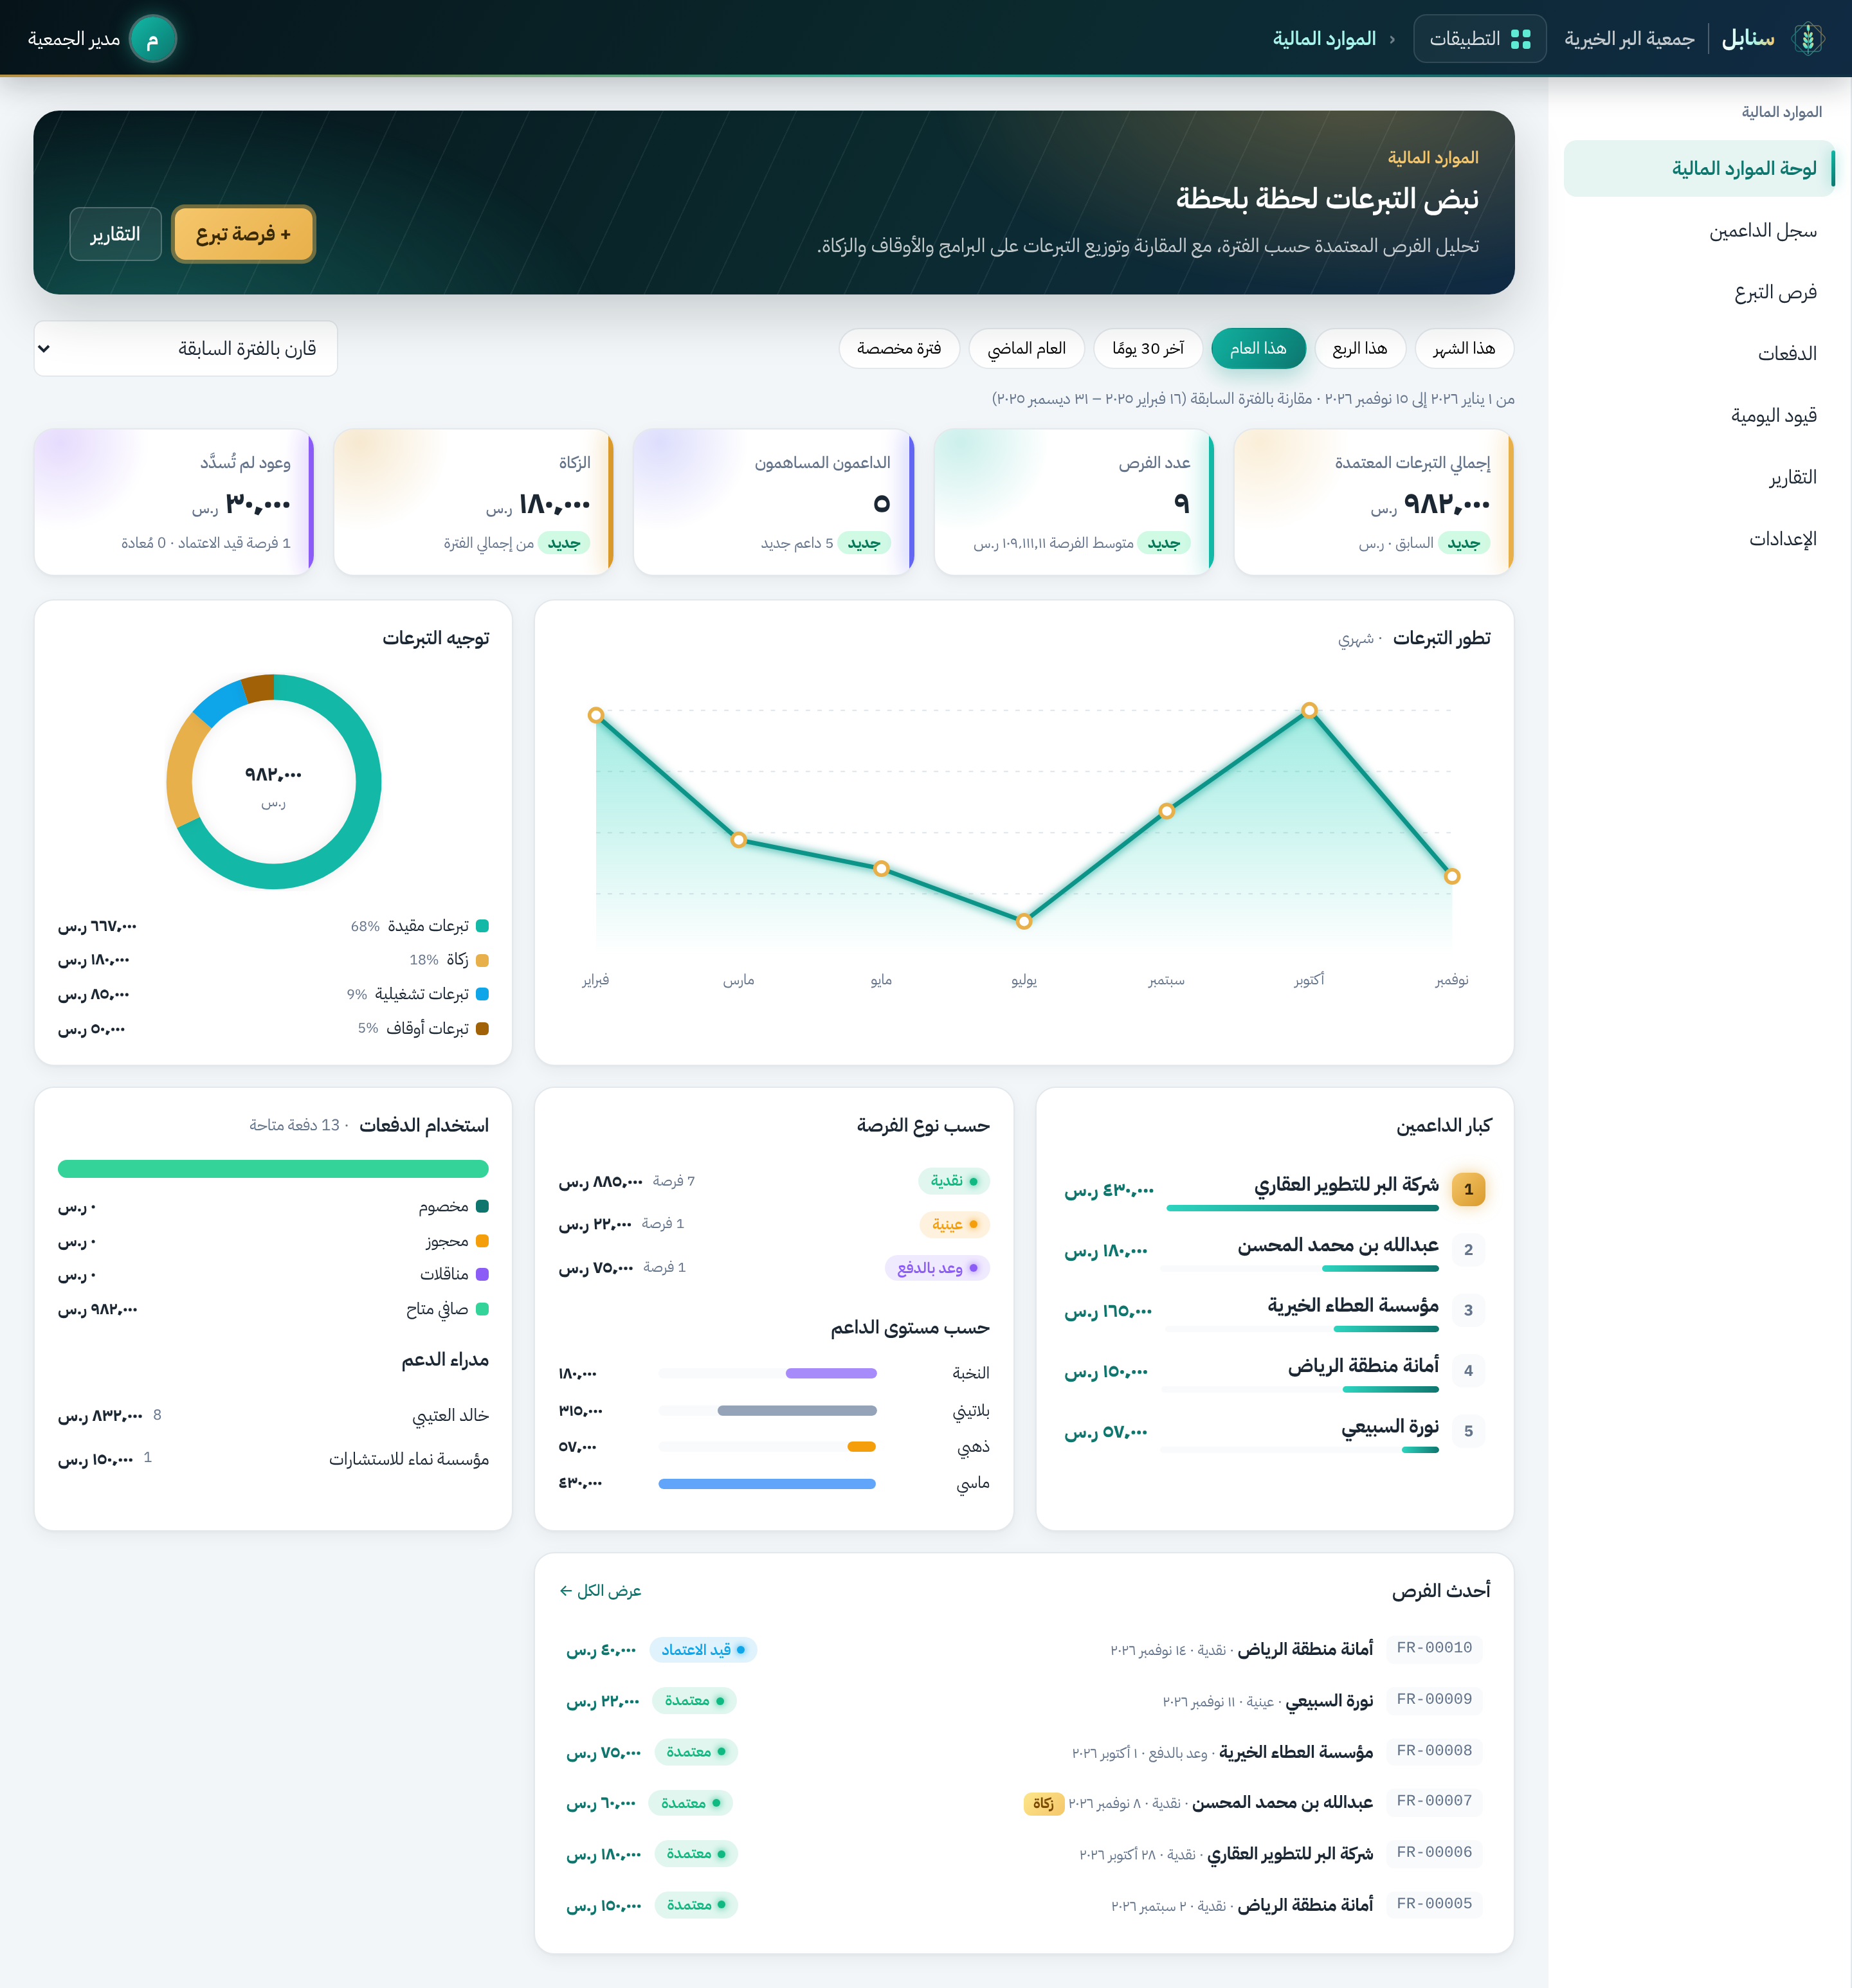 سنابل
جمعية البر الخيرية
التطبيقات
‹ الموارد المالية
م
مدير الجمعية
الموارد المالية
لوحة الموارد المالية
سجل الداعمين
فرص التبرع
الدفعات
قيود اليومية
التقارير
الإعدادات
الموارد المالية
نبض التبرعات لحظة بلحظة
تحليل الفرص المعتمدة حسب الفترة، مع المقارنة وتوزيع التبرعات على البرامج والأوقاف والزكاة.
+ فرصة تبرع
التقارير
هذا الشهر
هذا الربع
هذا العام
آخر 30 يومًا
العام الماضي
فترة مخصصة
قارن بالفترة السابقة
من ١ يناير ٢٠٢٦ إلى ١٥ نوفمبر ٢٠٢٦ · مقارنة بالفترة السابقة (١٦ فبراير ٢٠٢٥ – ٣١ ديسمبر ٢٠٢٥)
إجمالي التبرعات المعتمدة
٩٨٢٬٠٠٠ ر.س
جديد السابق ٠ ر.س
عدد الفرص
٩
جديد متوسط الفرصة ١٠٩٬١١١٫١١ ر.س
الداعمون المساهمون
٥
جديد 5 داعم جديد
الزكاة
١٨٠٬٠٠٠ ر.س
جديد من إجمالي الفترة
وعود لم تُسدَّد
٣٠٬٠٠٠ ر.س
1 فرصة قيد الاعتماد · 0 مُعادة
تطور التبرعات · شهري
فبراير
مارس
مايو
يوليو
سبتمبر
أكتوبر
نوفمبر
توجيه التبرعات
٩٨٢٬٠٠٠
ر.س
تبرعات مقيدة 68% ٦٦٧٬٠٠٠ ر.س
زكاة 18% ١٨٠٬٠٠٠ ر.س
تبرعات تشغيلية 9% ٨٥٬٠٠٠ ر.س
تبرعات أوقاف 5% ٥٠٬٠٠٠ ر.س
كبار الداعمين
1 شركة البر للتطوير العقاري ٤٣٠٬٠٠٠ ر.س
2 عبدالله بن محمد المحسن ١٨٠٬٠٠٠ ر.س
3 مؤسسة العطاء الخيرية ١٦٥٬٠٠٠ ر.س
4 أمانة منطقة الرياض ١٥٠٬٠٠٠ ر.س
5 نورة السبيعي ٥٧٬٠٠٠ ر.س
حسب نوع الفرصة
نقدية 7 فرصة ٨٨٥٬٠٠٠ ر.س
عينية 1 فرصة ٢٢٬٠٠٠ ر.س
وعد بالدفع 1 فرصة ٧٥٬٠٠٠ ر.س
حسب مستوى الداعم
النخبة ١٨٠٬٠٠٠
بلاتيني ٣١٥٬٠٠٠
ذهبي ٥٧٬٠٠٠
ماسي ٤٣٠٬٠٠٠
استخدام الدفعات · 13 دفعة متاحة
مخصوم ٠ ر.س
محجوز ٠ ر.س
مناقلات ٠ ر.س
صافي متاح ٩٨٢٬٠٠٠ ر.س
مدراء الدعم
خالد العتيبي 8 ٨٣٢٬٠٠٠ ر.س
مؤسسة نماء للاستشارات 1 ١٥٠٬٠٠٠ ر.س
أحدث الفرص
عرض الكل ←
FR-00010 أمانة منطقة الرياض · نقدية · ١٤ نوفمبر ٢٠٢٦ قيد الاعتماد ٤٠٬٠٠٠ ر.س
FR-00009 نورة السبيعي · عينية · ١١ نوفمبر ٢٠٢٦ معتمدة ٢٢٬٠٠٠ ر.س
FR-00008 مؤسسة العطاء الخيرية · وعد بالدفع · ١ أكتوبر ٢٠٢٦ معتمدة ٧٥٬٠٠٠ ر.س
FR-00007 عبدالله بن محمد المحسن · نقدية · ٨ نوفمبر ٢٠٢٦ زكاة معتمدة ٦٠٬٠٠٠ ر.س
FR-00006 شركة البر للتطوير العقاري · نقدية · ٢٨ أكتوبر ٢٠٢٦ معتمدة ١٨٠٬٠٠٠ ر.س
FR-00005 أمانة منطقة الرياض · نقدية · ٢ سبتمبر ٢٠٢٦ معتمدة ١٥٠٬٠٠٠ ر.س